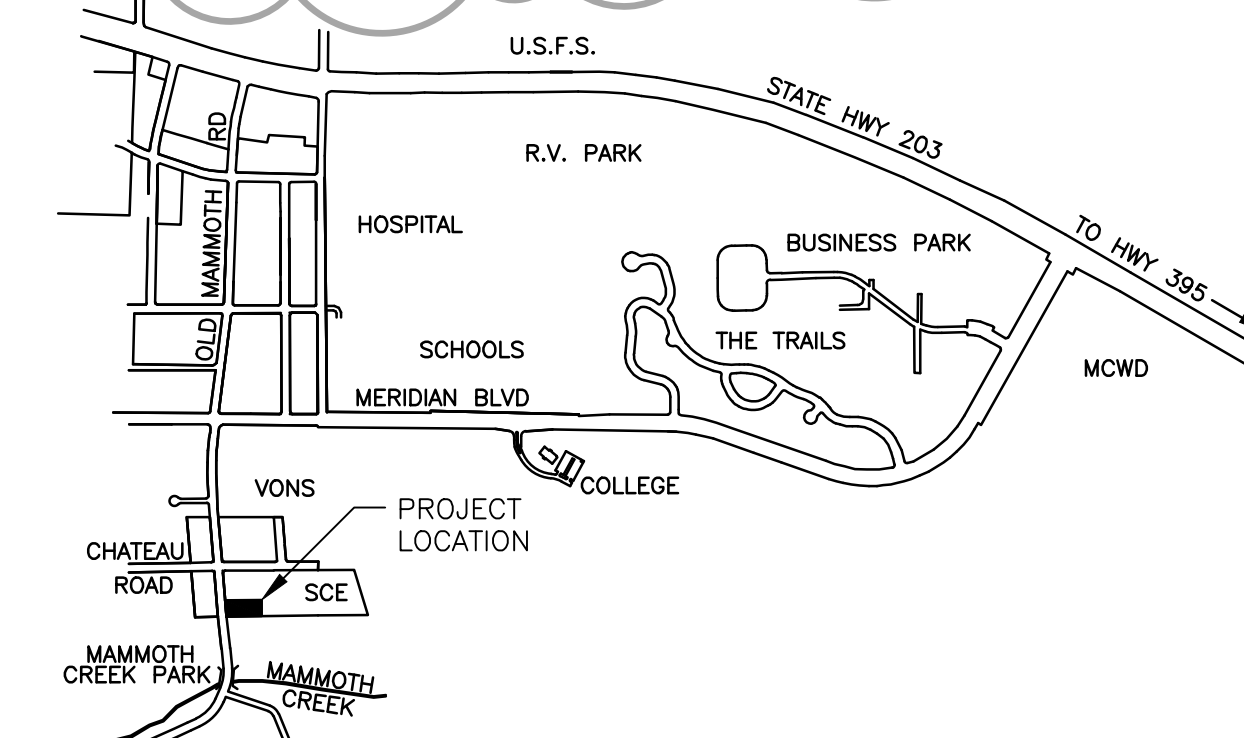 U.S.F.S.
STATE HWY 203
RD
R.V. PARK
MAMMOTH
HOSPITAL
TO HWY 395
BUSINESS PARK
OLD
SCHOOLS
THE TRAILS
MCWD
MERIDIAN BLVD
VONS
COLLEGE
PROJECT
LOCATION
CHATEAU
ROAD
SCE
MAMMOTH
CREEK PARK
MAMMOTH
CREEK